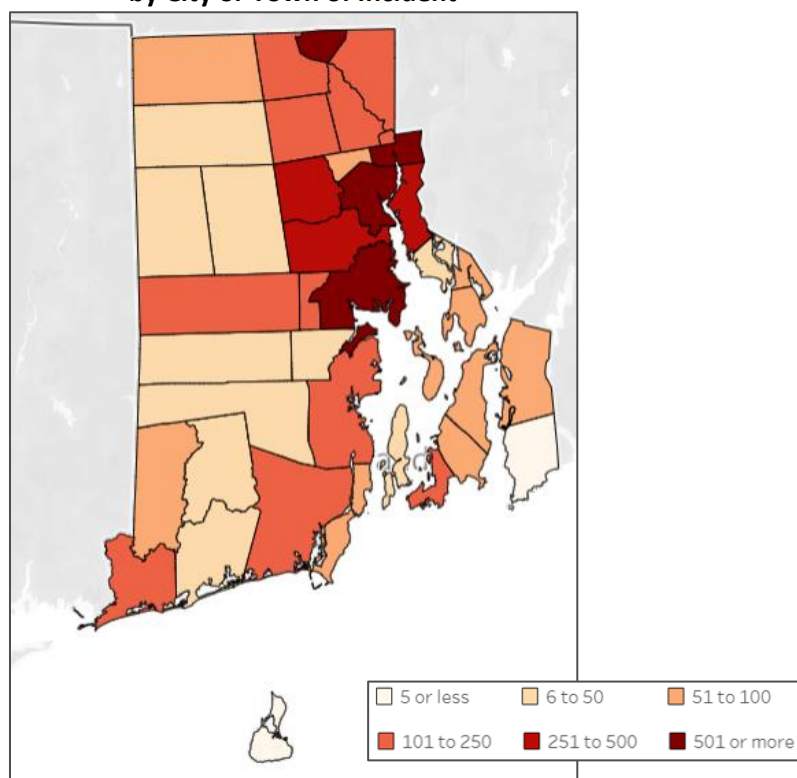 by City or Town of Incident
5 or less 6 to 50 51 to 100
101 to 250 251 to 500 501 or more